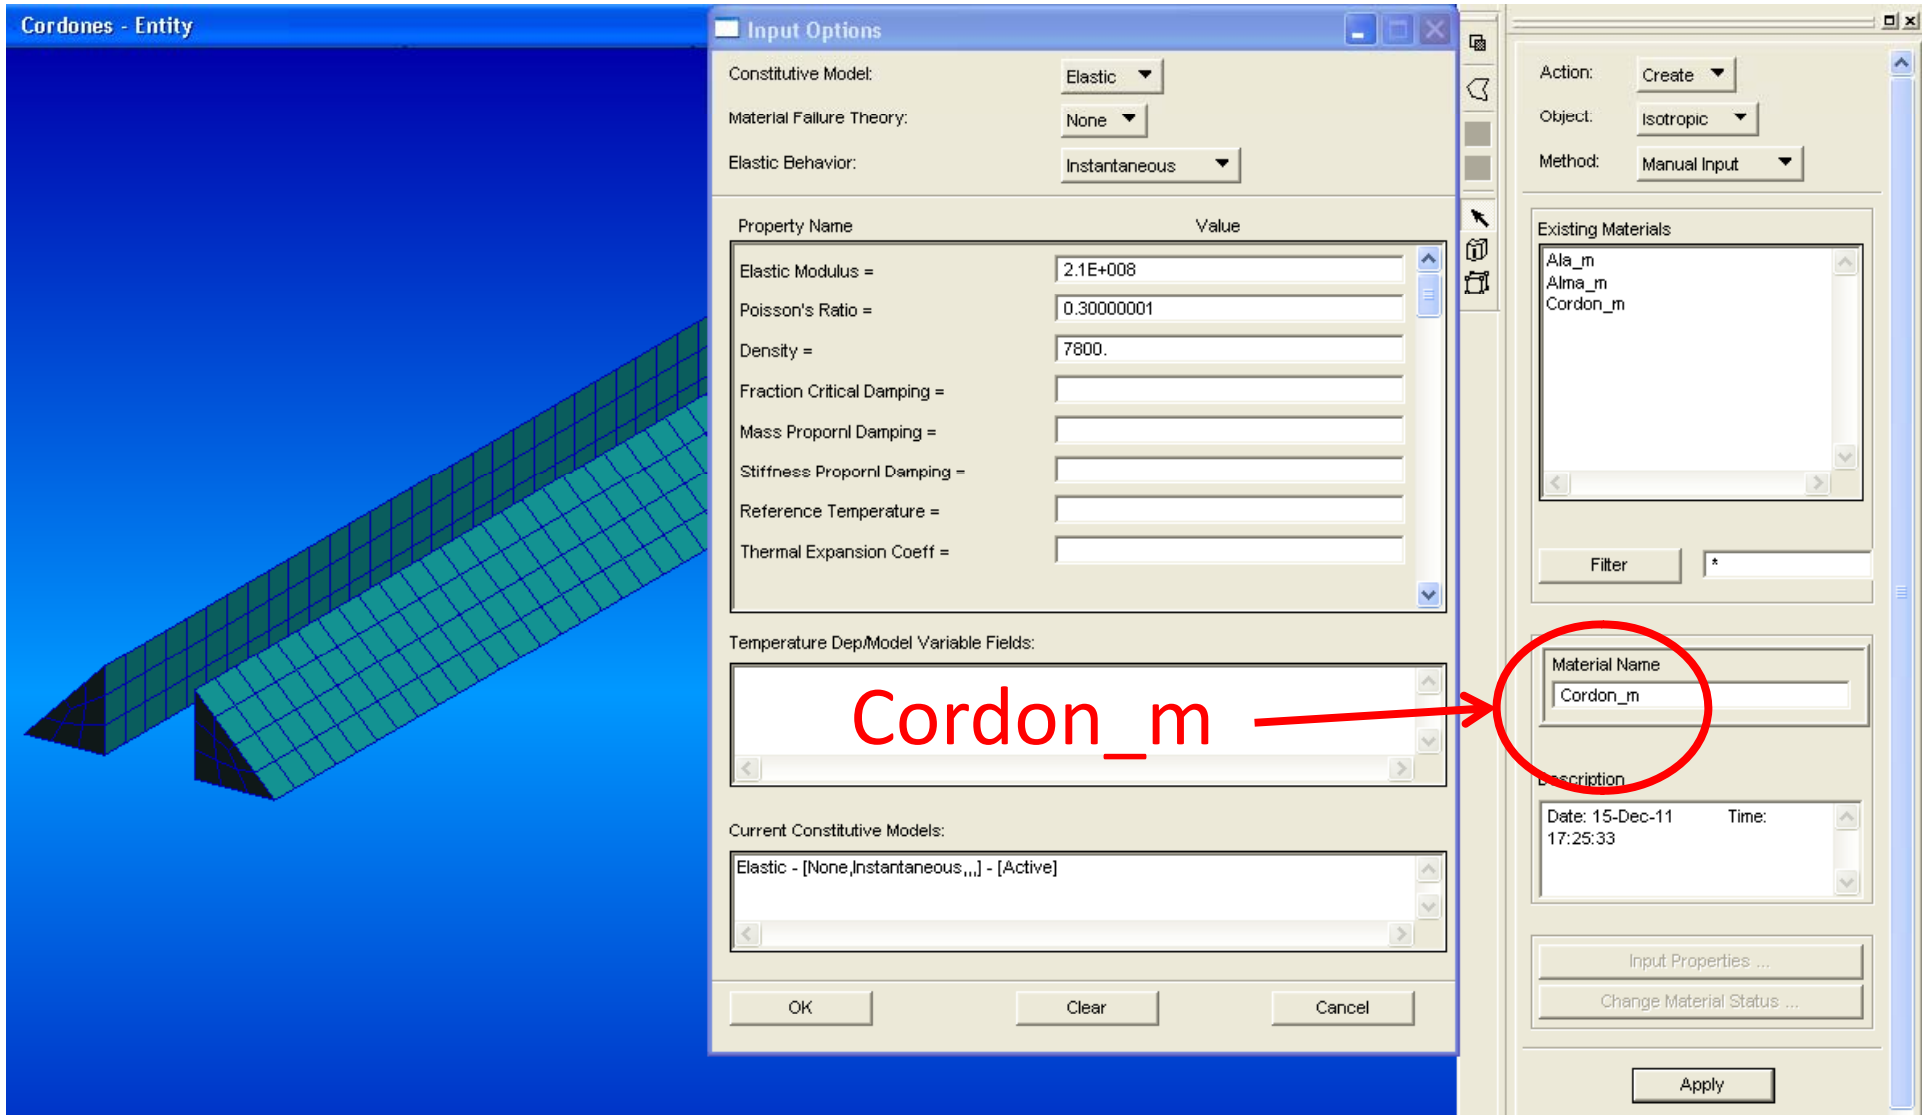 Cordones - Entity
Input Options
Constitutive Model: Elastic
Material Failure Theory: None
Elastic Behavior: Instantaneous
Property Name Value
Elastic Modulus = 2.1E+008
Poisson's Ratio = 0.30000001
Density = 7800.
Fraction Critical Damping =
Mass Propornl Damping =
Stiffness Propornl Damping =
Reference Temperature =
Thermal Expansion Coeff =
Temperature Dep/Model Variable Fields:
Cordon_m
Current Constitutive Models:
Elastic - [None,Instantaneous,,,] - [Active]
OK Clear Cancel
Action: Create
Object: Isotropic
Method: Manual Input
Existing Materials
Ala_m
Alma_m
Cordon_m
Filter *
Material Name
Cordon_m
Description
Date: 15-Dec-11 Time:
17:25:33
Input Properties ...
Change Material Status ...
Apply